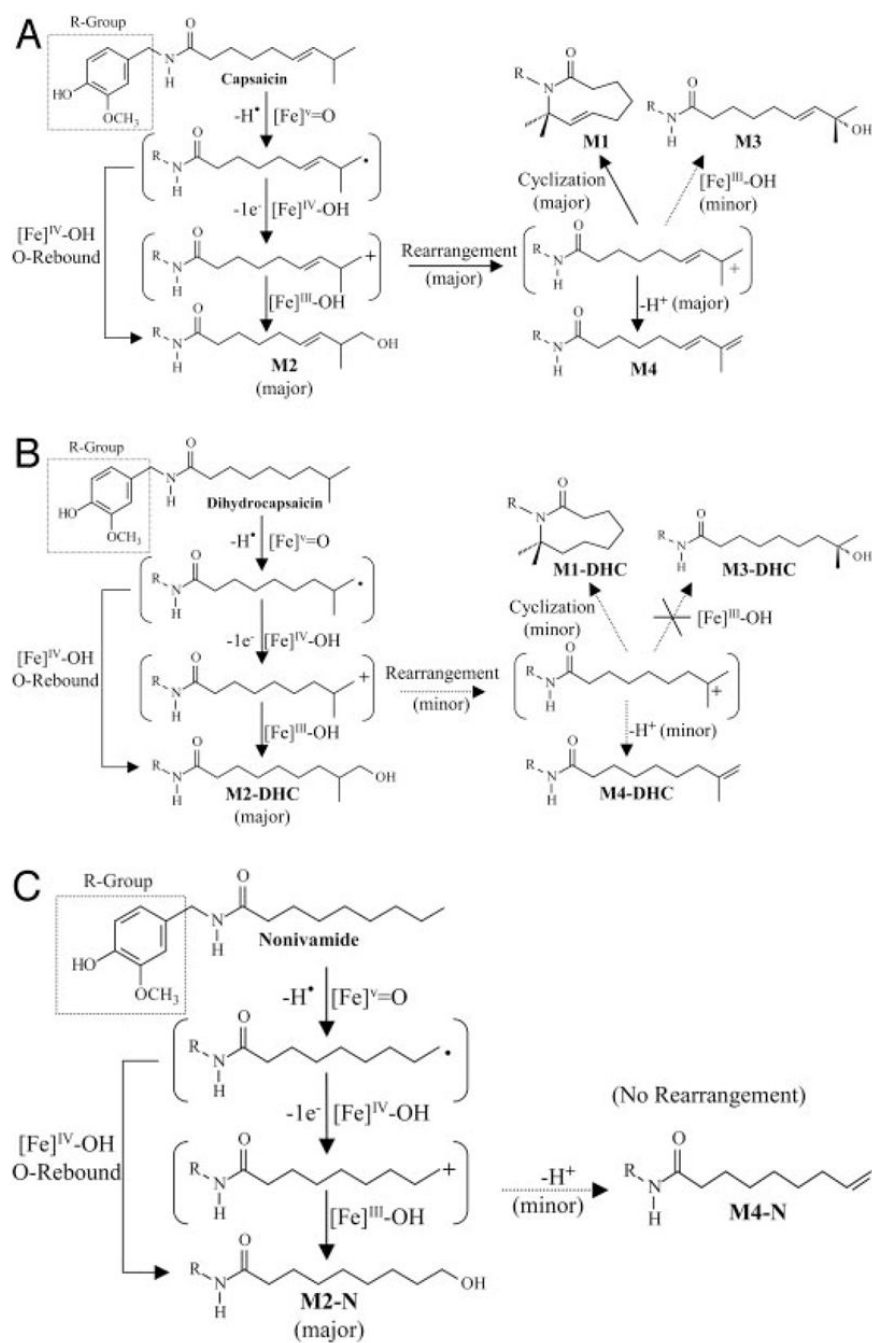 A
R-Group
O
N
H
HO
OCH3
Capsaicin
-H• [Fe]ᵛ=O
R
O
N
H
•
[Fe]ᴵⱽ-OH
O-Rebound
-1e⁻ [Fe]ᴵⱽ-OH
R
O
N
H
+
[Fe]ᴵᴵᴵ-OH
R
O
N
H
OH
M2
(major)
Rearrangement
(major)
R
O
N
M1
R
O
N
H
OH
M3
Cyclization
(major)
[Fe]ᴵᴵᴵ-OH
(minor)
R
O
N
H
+
-H⁺ (major)
R
O
N
H
M4
B
R-Group
O
N
H
HO
OCH3
Dihydrocapsaicin
-H• [Fe]ᵛ=O
R
O
N
H
•
[Fe]ᴵⱽ-OH
O-Rebound
-1e⁻ [Fe]ᴵⱽ-OH
R
O
N
H
+
[Fe]ᴵᴵᴵ-OH
R
O
N
H
OH
M2-DHC
(major)
Rearrangement
(minor)
R
O
N
M1-DHC
R
O
N
H
OH
M3-DHC
Cyclization
(minor)
[Fe]ᴵᴵᴵ-OH
R
O
N
H
+
-H⁺ (minor)
R
O
N
H
M4-DHC
C
R-Group
O
N
H
HO
OCH3
Nonivamide
-H• [Fe]ᵛ=O
R
O
N
H
•
[Fe]ᴵⱽ-OH
O-Rebound
-1e⁻ [Fe]ᴵⱽ-OH
R
O
N
H
+
[Fe]ᴵᴵᴵ-OH
R
O
N
H
OH
M2-N
(major)
(No Rearrangement)
-H⁺
(minor)
R
O
N
H
M4-N